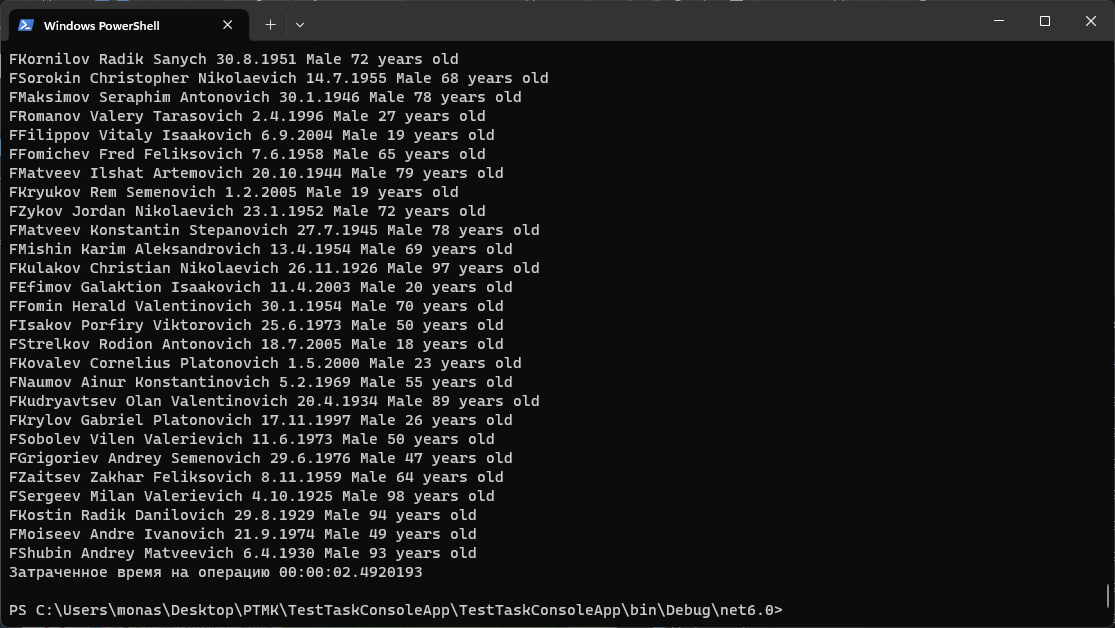 Windows PowerShell
FKornilov Radik Sanych 30.8.1951 Male 72 years old
FSorokin Christopher Nikolaevich 14.7.1955 Male 68 years old
FMaksimov Seraphim Antonovich 30.1.1946 Male 78 years old
FRomanov Valery Tarasovich 2.4.1996 Male 27 years old
FFilippov Vitaly Isaakovich 6.9.2004 Male 19 years old
FFomichev Fred Feliksovich 7.6.1958 Male 65 years old
FMatveev Ilshat Artemovich 20.10.1944 Male 79 years old
FKryukov Rem Semenovich 1.2.2005 Male 19 years old
FZykov Jordan Nikolaevich 23.1.1952 Male 72 years old
FMatveev Konstantin Stepanovich 27.7.1945 Male 78 years old
FMishin Karim Aleksandrovich 13.4.1954 Male 69 years old
FKulakov Christian Nikolaevich 26.11.1926 Male 97 years old
FEfimov Galaktion Isaakovich 11.4.2003 Male 20 years old
FFomin Herald Valentinovich 30.1.1954 Male 70 years old
FIsakov Porfiry Viktorovich 25.6.1973 Male 50 years old
FStrelkov Rodion Antonovich 18.7.2005 Male 18 years old
FKovalev Cornelius Platonovich 1.5.2000 Male 23 years old
FNaumov Ainur Konstantinovich 5.2.1969 Male 55 years old
FKudryavtsev Olan Valentinovich 20.4.1934 Male 89 years old
FKrylov Gabriel Platonovich 17.11.1997 Male 26 years old
FSobolev Vilen Valerievich 11.6.1973 Male 50 years old
FGrigoriev Andrey Semenovich 29.6.1976 Male 47 years old
FZaitsev Zakhar Feliksovich 8.11.1959 Male 64 years old
FSergeev Milan Valerievich 4.10.1925 Male 98 years old
FKostin Radik Danilovich 29.8.1929 Male 94 years old
FMoiseev Andre Ivanovich 21.9.1974 Male 49 years old
FShubin Andrey Matveevich 6.4.1930 Male 93 years old
Затраченное время на операцию 00:00:02.4920193
PS C:\Users\monas\Desktop\PTMK\TestTaskConsoleApp\TestTaskConsoleApp\bin\Debug\net6.0>